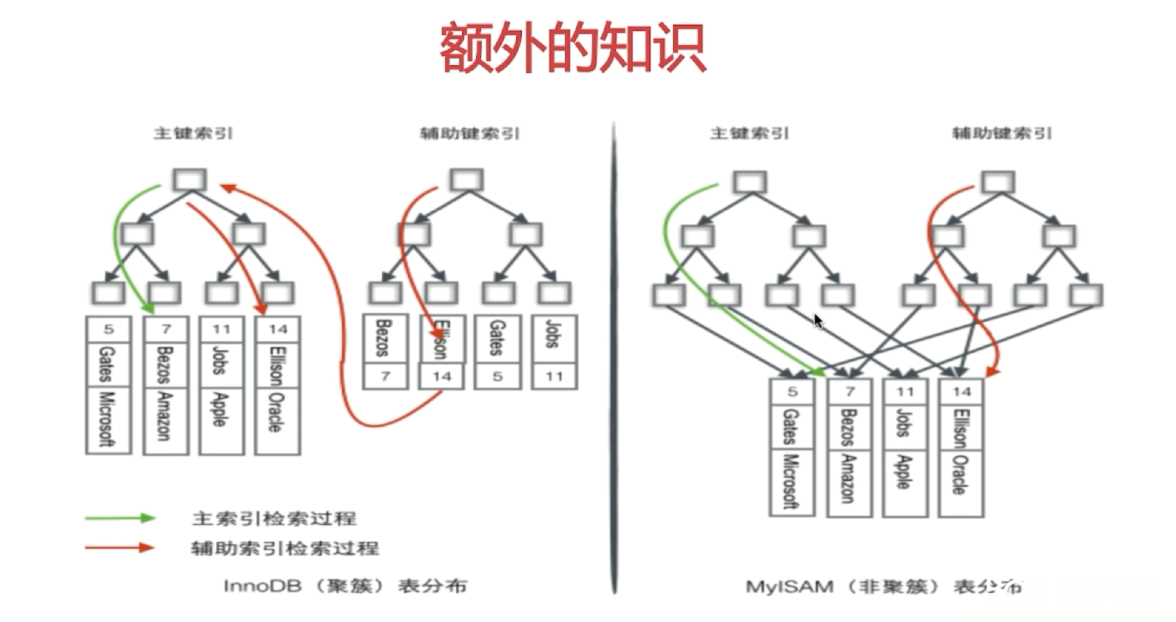 额外的知识
主键索引
辅助键索引
5 7 11 14
Gates Bezos Jobs Ellison
Microsoft Amazon Apple Oracle
Bezos Ellison Gates Jobs
7 14 5 11
主索引检索过程
辅助索引检索过程
InnoDB（聚簇）表分布
主键索引
辅助键索引
5 7 11 14
Gates Bezos Jobs Ellison
Microsoft Amazon Apple Oracle
MyISAM（非聚簇）表分布